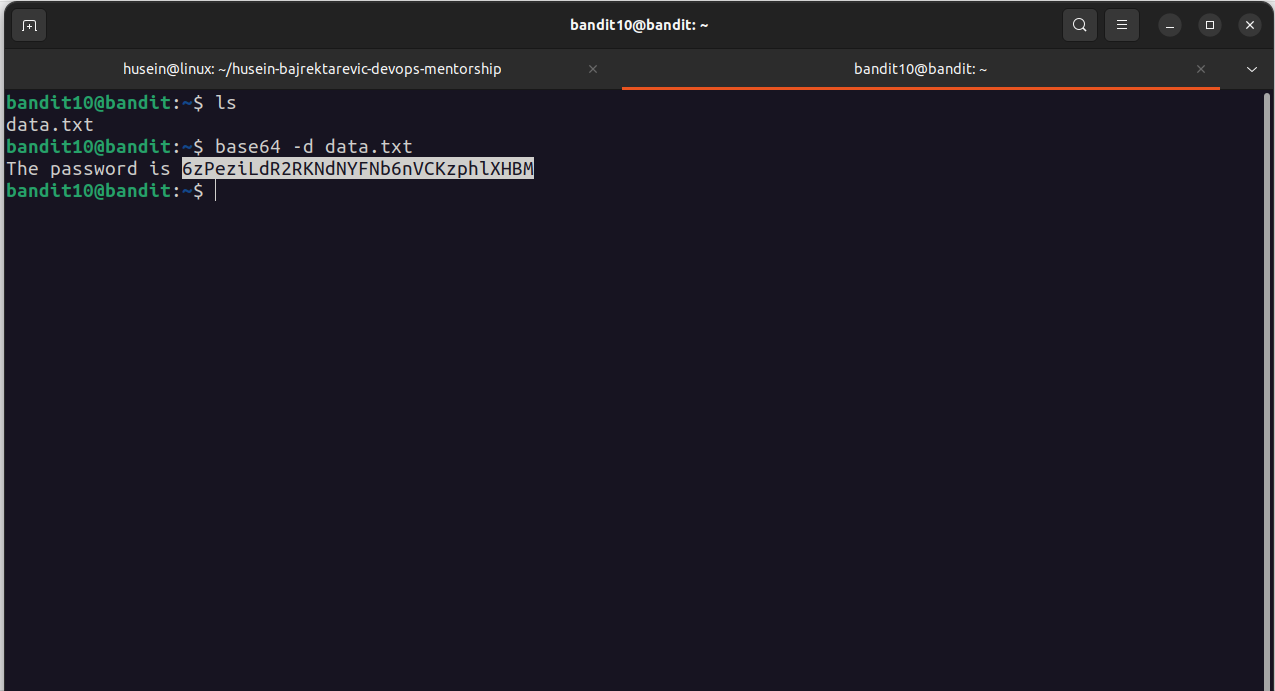 bandit10@bandit: ~
husein@linux: ~/husein-bajrektarevic-devops-mentorship
bandit10@bandit: ~
bandit10@bandit:~$ ls
data.txt
bandit10@bandit:~$ base64 -d data.txt
The password is 6zPeziLdR2RKNdNYFNb6nVCKzphlXHBM
bandit10@bandit:~$